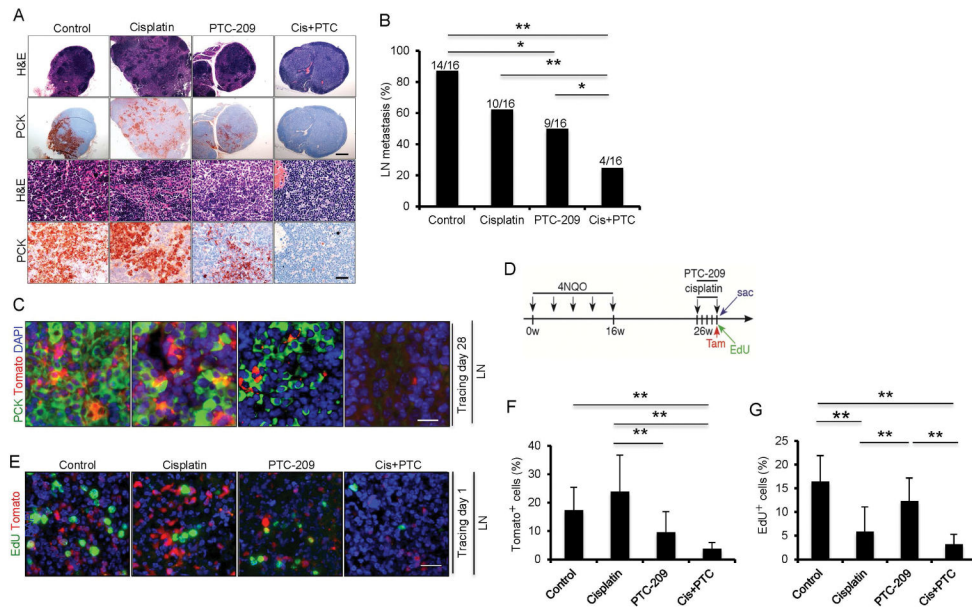 A
Control Cisplatin PTC-209 Cis+PTC
H&E
PCK
H&E
PCK
B
LN metastasis (%)
100
80
60
40
20
0
14/16
10/16
9/16
4/16
**
*
**
*
Control Cisplatin PTC-209 Cis+PTC
C
PCK Tomato DAPI
Tracing day 28
LN
D
4NQO
PTC-209
cisplatin
sac
0w 16w 26w
Tam
EdU
E
Control Cisplatin PTC-209 Cis+PTC
EdU Tomato
Tracing day 1
LN
F
Tomato+ cells (%)
40
30
20
10
0
**
**
**
Control Cisplatin PTC-209 Cis+PTC
G
EdU+ cells (%)
25
20
15
10
5
0
**
**
**
**
Control Cisplatin PTC-209 Cis+PTC